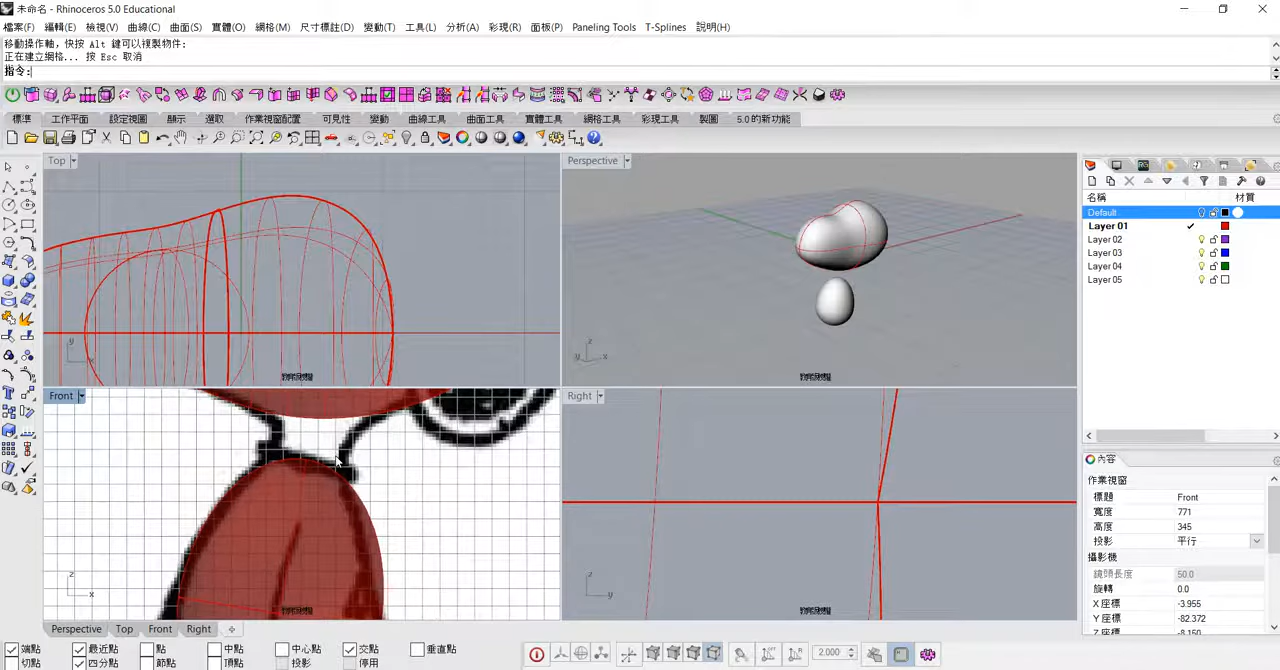 未命名 - Rhinoceros 5.0 Educational
檔案(F) 編輯(E) 檢視(V) 曲線(C) 曲面(S) 實體(O) 網格(M) 尺寸標註(D) 變動(T) 工具(L) 分析(A) 彩現(R) 面板(P) Paneling Tools T-Splines 說明(H)
移動操作軸，快按 Alt 鍵可以複製物件:
正在建立網格... 按 Esc 取消
指令:
標準 工作平面 設定視圖 顯示 選取 作業視窗配置 可見性 變動 曲線工具 曲面工具 實體工具 網格工具 彩現工具 製圖 5.0 的新功能
Top
Perspective
y
x
z
y
x
Front
Right
z
x
z
y
名稱 材質
Default
Layer 01
Layer 02
Layer 03
Layer 04
Layer 05
內容
作業視窗
標題 Front
寬度 771
高度 345
投影 平行
攝影機
鏡頭長度 50.0
旋轉 0.0
X 座標 -3.955
Y 座標 -82.372
Z 座標 -8.150
Perspective Top Front Right
端點 最近點 點 中點 中心點 交點 垂直點
切點 四分點 節點 頂點 投影 停用
2.000